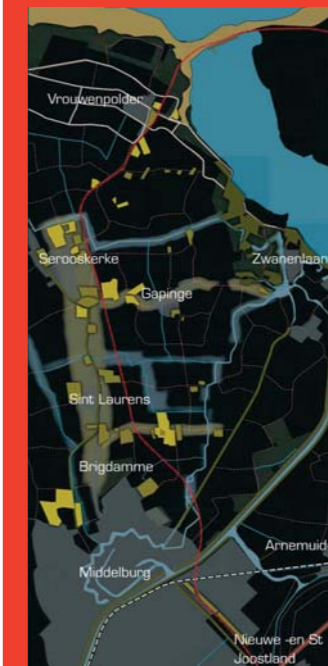 Vrouwenpolder
Serooskerke
Zwanenlaan
Gapinge
Sint Laurens
Brigdamme
Arnemuid
Middelburg
Nieuwe -en St
Joostland